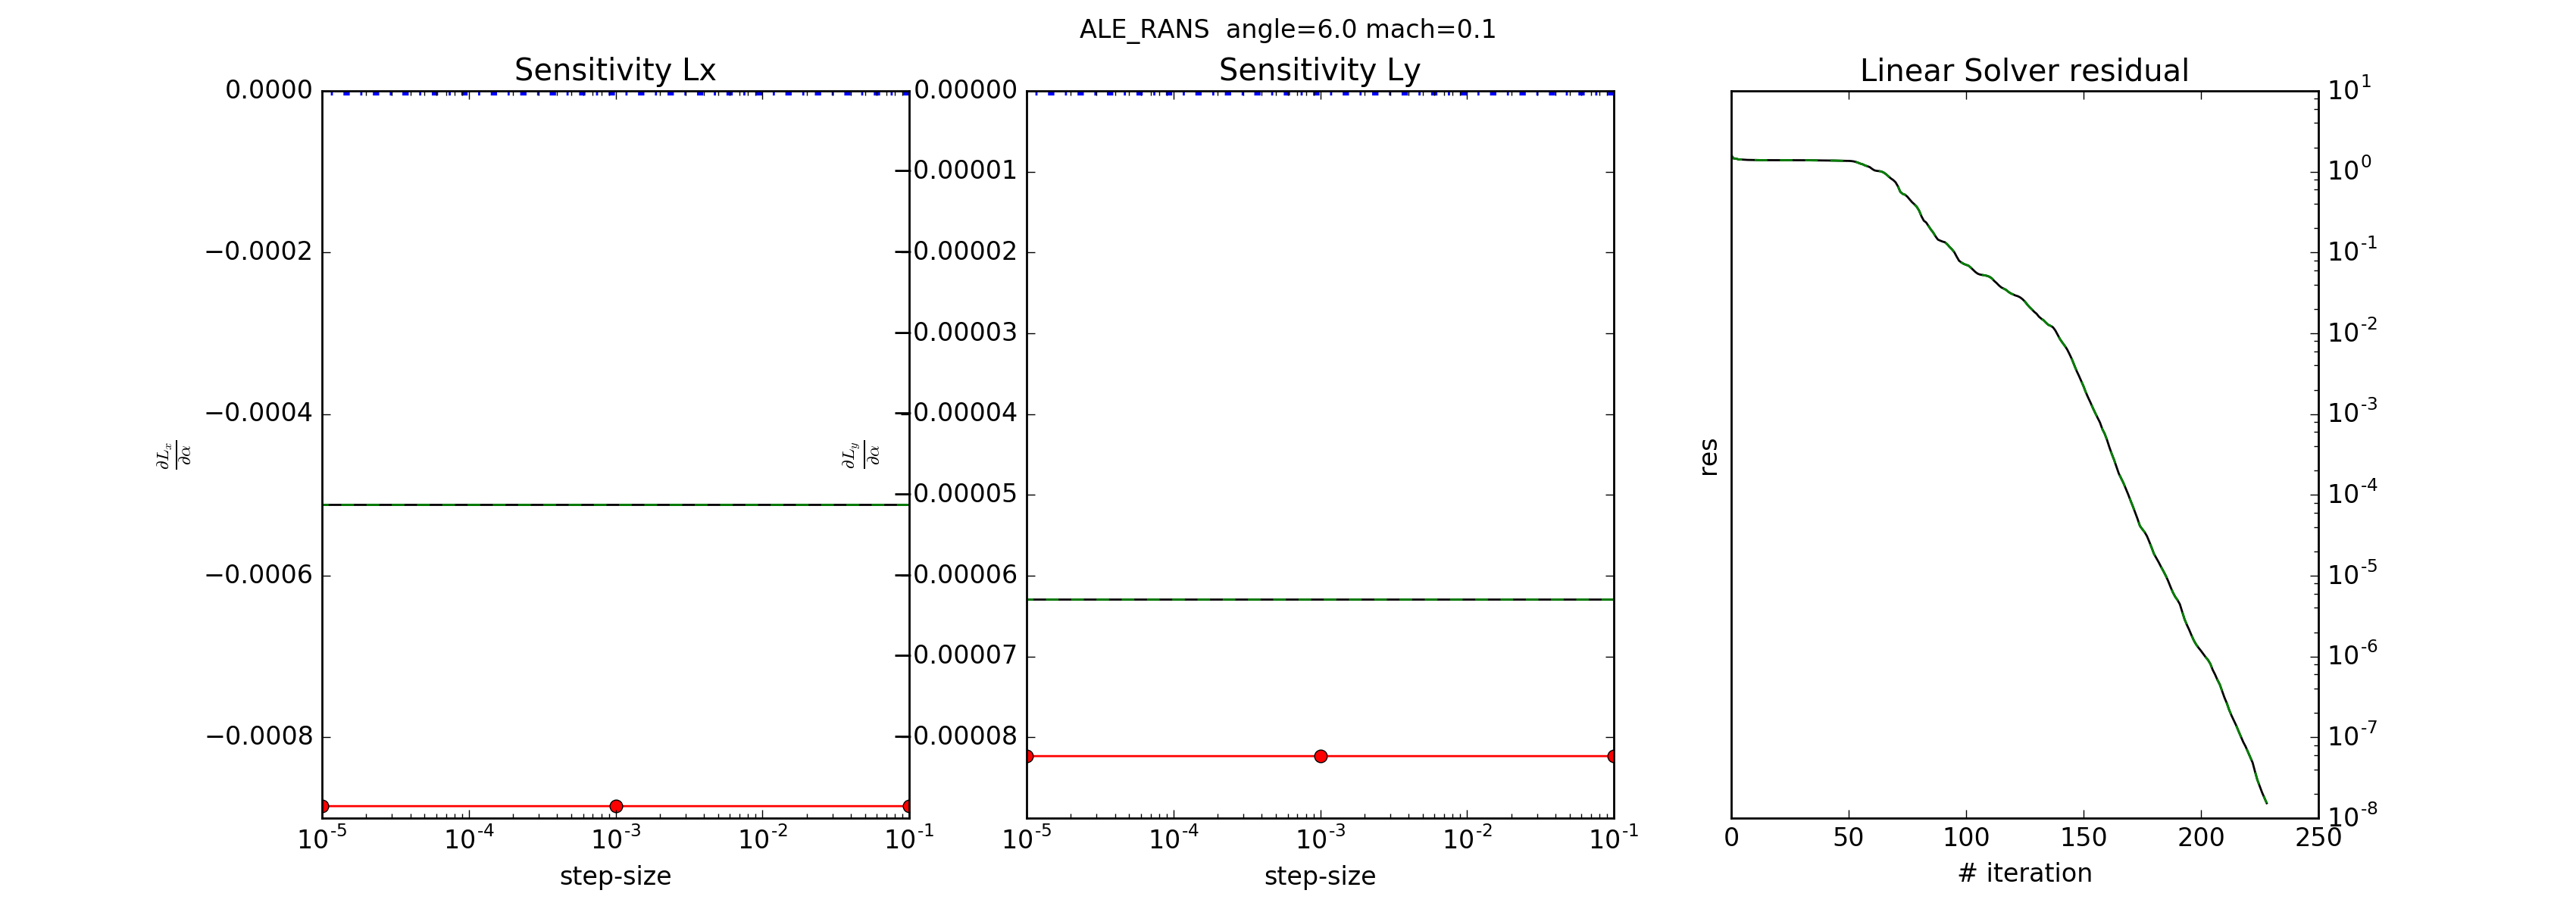 ALE_RANS angle=6.0 mach=0.1
Sensitivity Lx
0.0000
−0.0002
−0.0004
−0.0006
−0.0008
∂Lx/∂α
10^-5 10^-4 10^-3 10^-2 10^-1
step-size
Sensitivity Ly
0.00000
−0.00001
−0.00002
−0.00003
−0.00004
−0.00005
−0.00006
−0.00007
−0.00008
∂Ly/∂α
10^-5 10^-4 10^-3 10^-2 10^-1
step-size
Linear Solver residual
10^1
10^0
10^-1
10^-2
10^-3
10^-4
10^-5
10^-6
10^-7
10^-8
res
0 50 100 150 200 250
# iteration